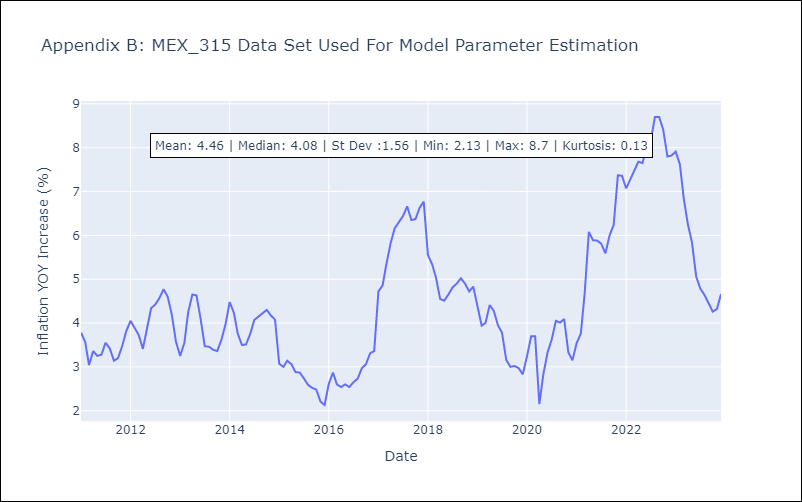 Appendix B: MEX_315 Data Set Used For Model Parameter Estimation
9
Mean: 4.46 | Median: 4.08 | St Dev :1.56 | Min: 2.13 | Max: 8.7 | Kurtosis: 0.13
8
7
6
5
4
3
2
Inflation YOY Increase (%)
2012 2014 2016 2018 2020 2022
Date